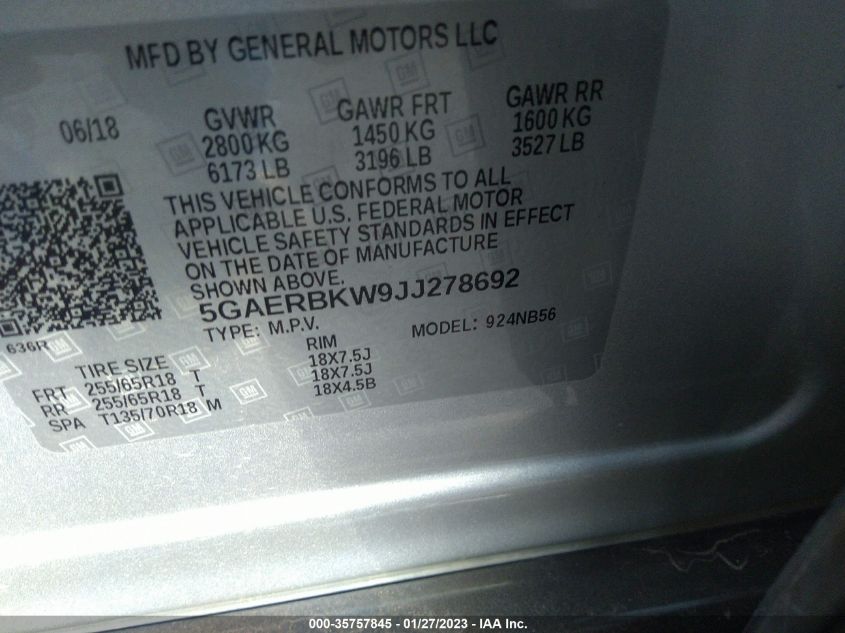 MFD BY GENERAL MOTORS LLC
06/18
GVWR
2800 KG
6173 LB
GAWR FRT
1450 KG
3196 LB
GAWR RR
1600 KG
3527 LB
THIS VEHICLE CONFORMS TO ALL
APPLICABLE U.S. FEDERAL MOTOR
VEHICLE SAFETY STANDARDS IN EFFECT
ON THE DATE OF MANUFACTURE
SHOWN ABOVE.
5GAERBKW9JJ278692
TYPE: M.P.V.
MODEL: 924NB56
636R
TIRE SIZE
RIM
FRT 255/65R18 T 18X7.5J
RR 255/65R18 T 18X7.5J
SPA T135/70R18 M 18X4.5B
000-35757845 - 01/27/2023 - IAA Inc.